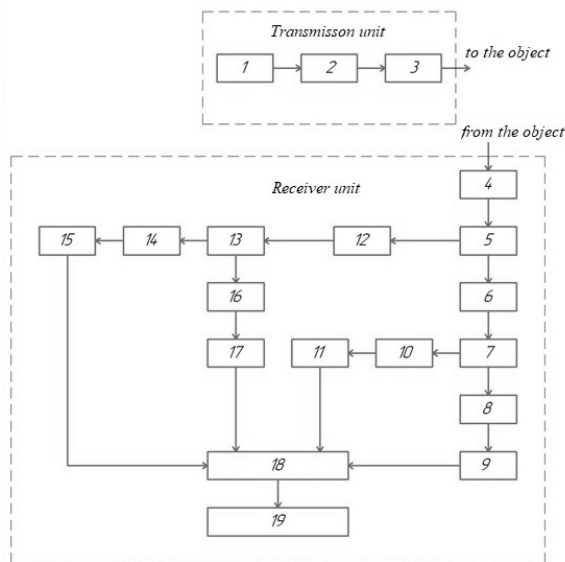 Transmisson unit
1 2 3
to the object
from the object
Receiver unit
4
15 14 13 12 5
16 6
17 11 10 7
8
18 9
19